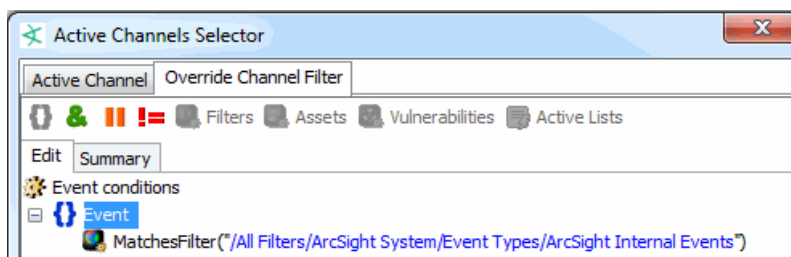 Active Channels Selector
Active Channel Override Channel Filter
{} & != Filters Assets Vulnerabilities Active Lists
Edit Summary
Event conditions
{} Event
MatchesFilter("/All Filters/ArcSight System/Event Types/ArcSight Internal Events")